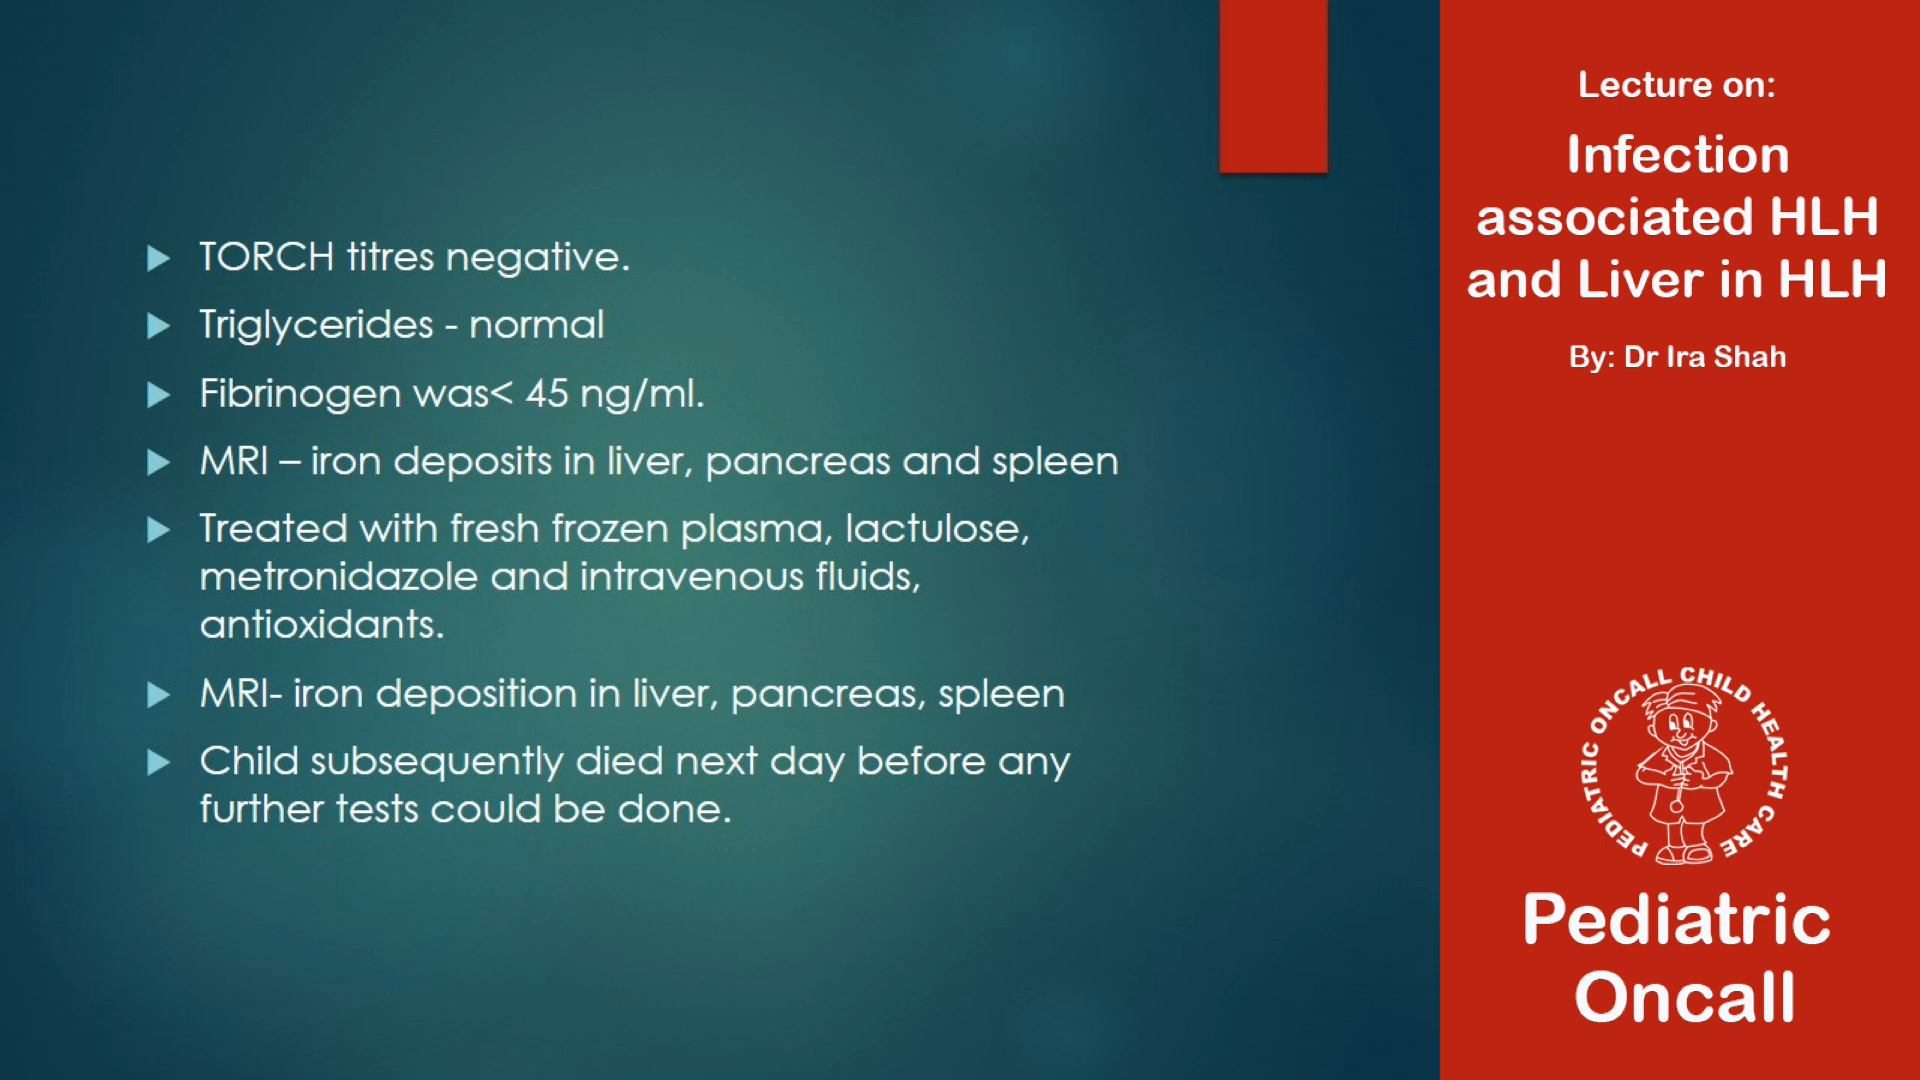 TORCH titres negative.
Triglycerides - normal
Fibrinogen was< 45 ng/ml.
MRI – iron deposits in liver, pancreas and spleen
Treated with fresh frozen plasma, lactulose,
metronidazole and intravenous fluids,
antioxidants.
MRI- iron deposition in liver, pancreas, spleen
Child subsequently died next day before any
further tests could be done.
Lecture on:
Infection
associated HLH
and Liver in HLH
By: Dr Ira Shah
PEDIATRIC ONCALL CHILD HEALTH CARE
Pediatric
Oncall